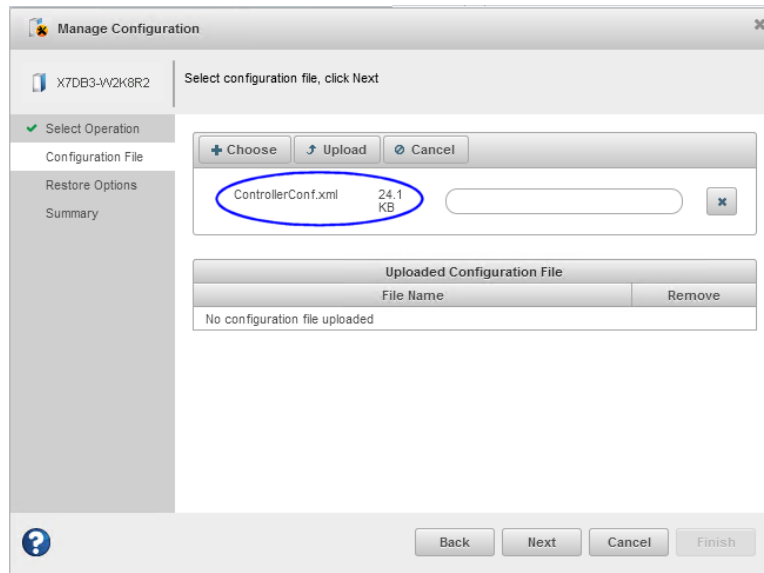 Manage Configuration
X7DB3-W2K8R2
Select configuration file, click Next
Select Operation
Configuration File
Restore Options
Summary
Choose
Upload
Cancel
ControllerConf.xml
24.1
KB
Uploaded Configuration File
File Name
Remove
No configuration file uploaded
?
Back
Next
Cancel
Finish